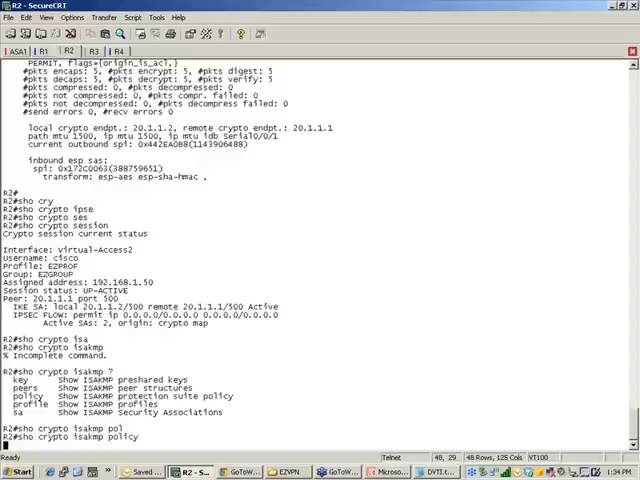 R2 - SecureCRT
File Edit View Options Transfer Script Tools Help
ASA1 R1 R2 R3 R4
PERMIT, flags={origin_is_acl,}
#pkts encaps: 5, #pkts encrypt: 5, #pkts digest: 5
#pkts decaps: 5, #pkts decrypt: 5, #pkts verify: 5
#pkts compressed: 0, #pkts decompressed: 0
#pkts not compressed: 0, #pkts compr. failed: 0
#pkts not decompressed: 0, #pkts decompress failed: 0
#send errors 0, #recv errors 0
local crypto endpt.: 20.1.1.2, remote crypto endpt.: 20.1.1.1
path mtu 1500, ip mtu 1500, ip mtu idb Serial0/0/1
current outbound spi: 0x442EA0B8(1143906488)
inbound esp sas:
spi: 0x172C0063(388759651)
transform: esp-aes esp-sha-hmac ,
R2#
R2#sho cry
R2#sho crypto ipse
R2#sho crypto ses
R2#sho crypto session
Crypto session current status
Interface: virtual-Access2
Username: cisco
Profile: EZPROF
Group: EZGROUP
Assigned address: 192.168.1.50
Session status: UP-ACTIVE
Peer: 20.1.1.1 port 500
IKE SA: local 20.1.1.2/500 remote 20.1.1.1/500 Active
IPSEC FLOW: permit ip 0.0.0.0/0.0.0.0 0.0.0.0/0.0.0.0
Active SAs: 2, origin: crypto map
R2#sho crypto isa
R2#sho crypto isakmp
% Incomplete command.
R2#sho crypto isakmp ?
key Show ISAKMP preshared keys
peers Show ISAKMP peer structures
policy Show ISAKMP protection suite policy
profile Show ISAKMP profiles
sa Show ISAKMP Security Associations
R2#sho crypto isakmp pol
R2#sho crypto isakmp policy
Ready Telnet 48, 29 48 Rows, 125 Cols VT100
Start Saved ... R2 - S... GoToW... EZVPN GoToW... Microso... DVTI.t... 1:34 PM